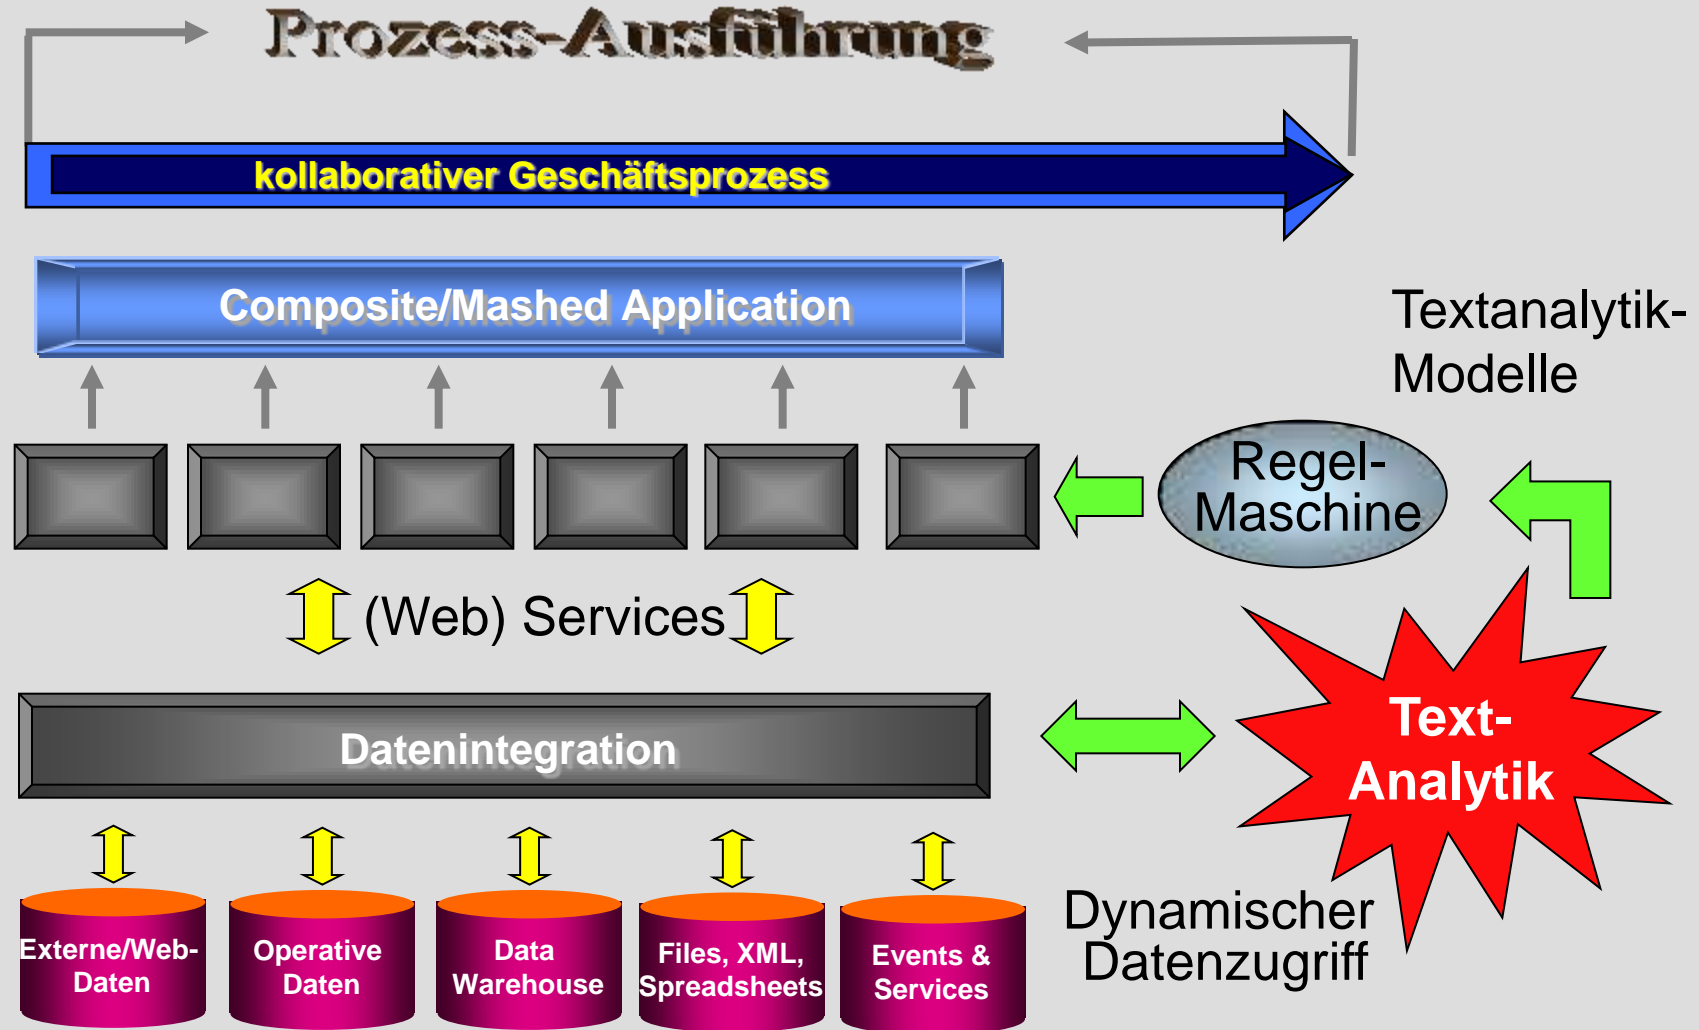 Prozess-Ausführung
kollaborativer Geschäftsprozess
Composite/Mashed Application
Textanalytik-
Modelle
Regel-
Maschine
(Web) Services
Datenintegration
Text-
Analytik
Externe/Web-
Daten
Operative
Daten
Data
Warehouse
Files, XML,
Spreadsheets
Events &
Services
Dynamischer
Datenzugriff